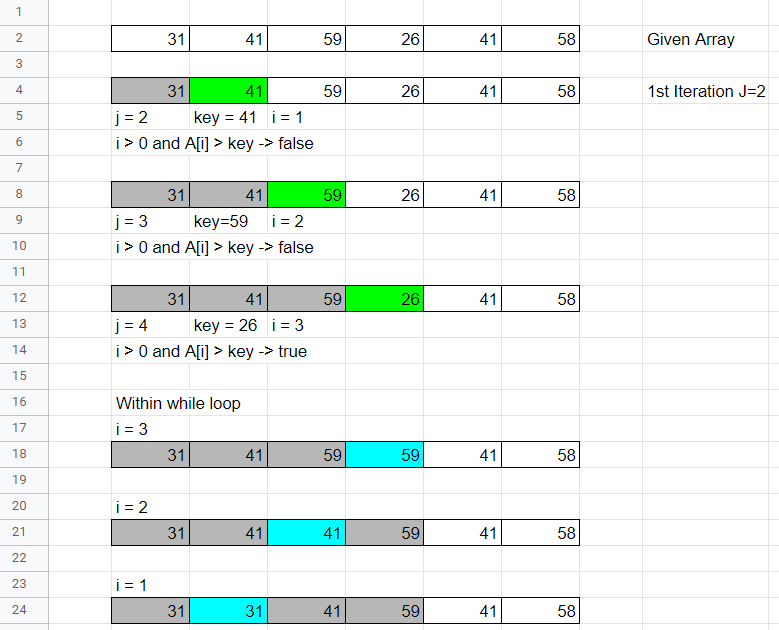 1
2 31 41 59 26 41 58 Given Array
3
4 31 41 59 26 41 58 1st Iteration J=2
5 j = 2 key = 41 i = 1
6 i > 0 and A[i] > key -> false
7
8 31 41 59 26 41 58
9 j = 3 key=59 i = 2
10 i > 0 and A[i] > key -> false
11
12 31 41 59 26 41 58
13 j = 4 key = 26 i = 3
14 i > 0 and A[i] > key -> true
15
16 Within while loop
17 i = 3
18 31 41 59 59 41 58
19
20 i = 2
21 31 41 41 59 41 58
22
23 i = 1
24 31 31 41 59 41 58